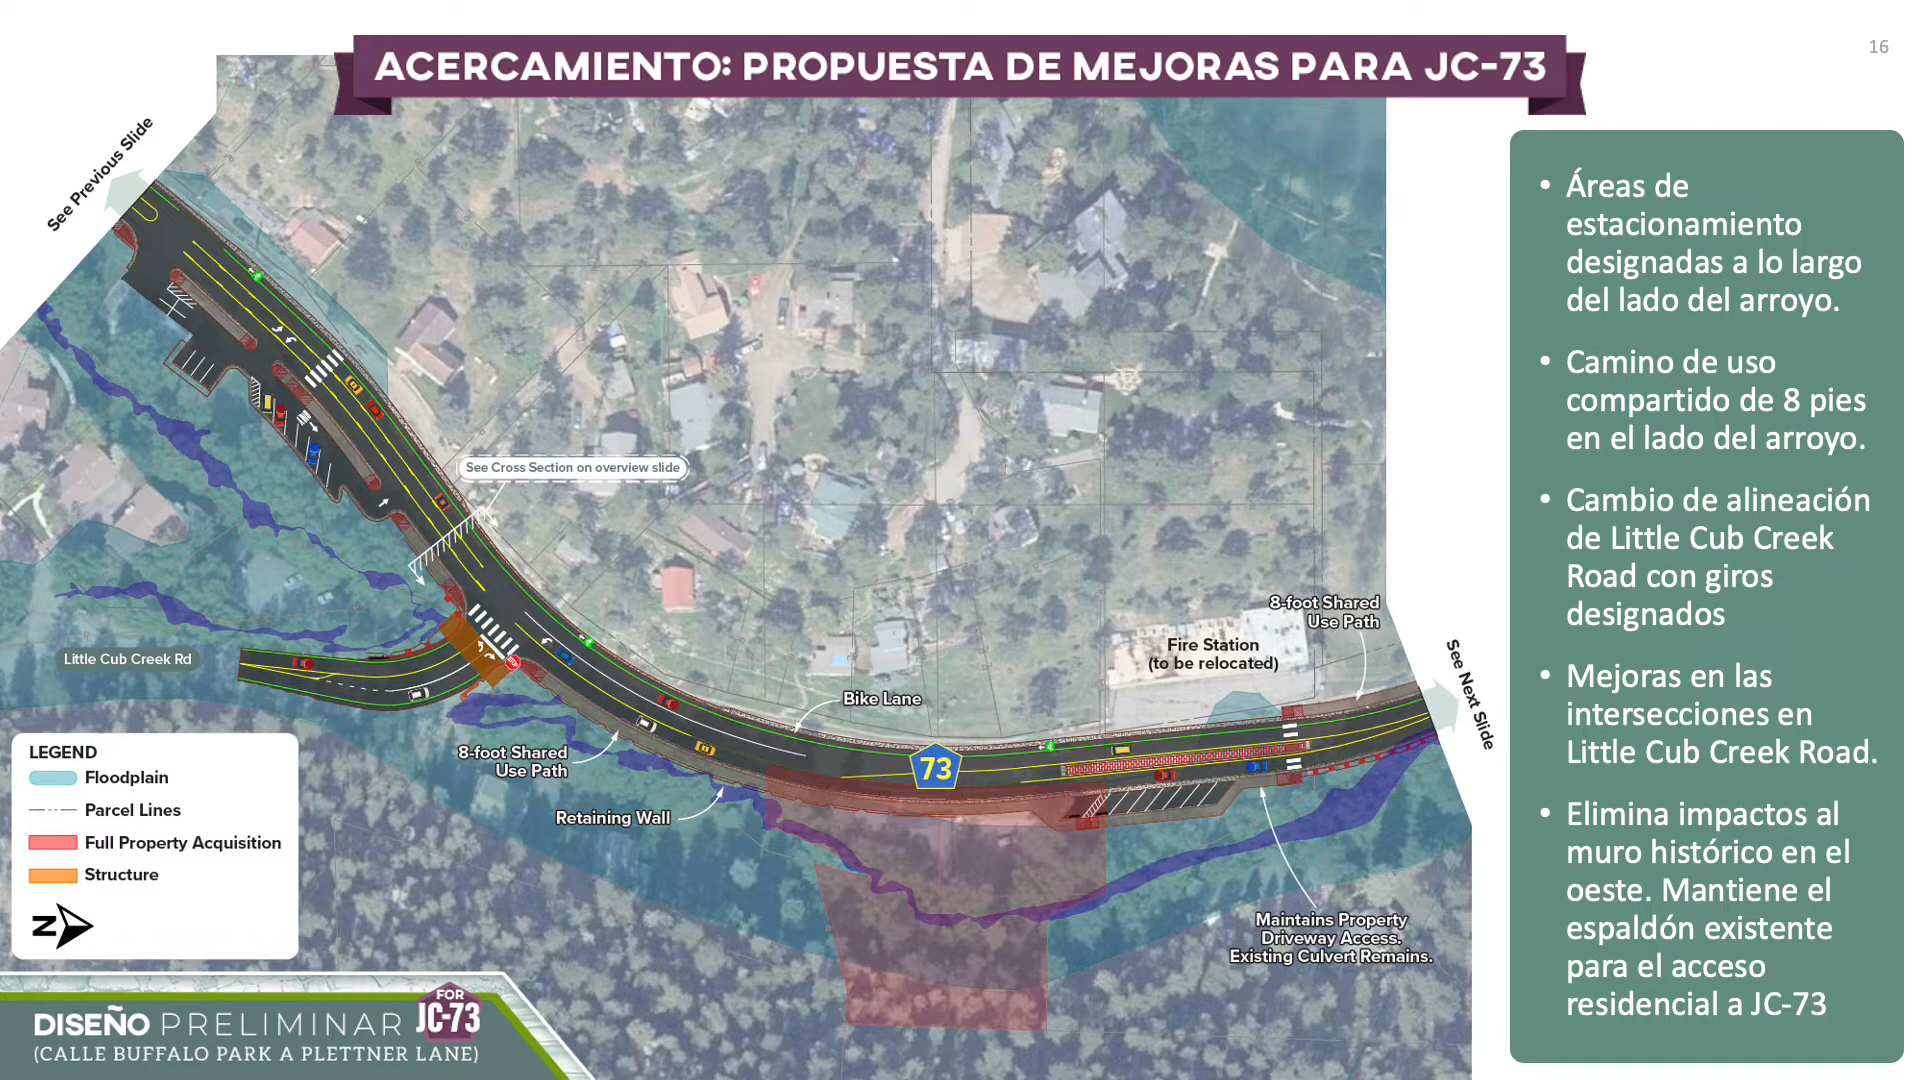 ACERCAMIENTO: PROPUESTA DE MEJORAS PARA JC-73
16
See Previous Slide
See Cross Section on overview slide
Little Cub Creek Rd
STOP
8-foot Shared
Use Path
Retaining Wall
Bike Lane
73
Fire Station
(to be relocated)
8-foot Shared
Use Path
See Next Slide
Maintains Property
Driveway Access.
Existing Culvert Remains.
LEGEND
Floodplain
Parcel Lines
Full Property Acquisition
Structure
N
DISEÑO PRELIMINAR FOR JC-73
(CALLE BUFFALO PARK A PLETTNER LANE)
• Áreas de
estacionamiento
designadas a lo largo
del lado del arroyo.
• Camino de uso
compartido de 8 pies
en el lado del arroyo.
• Cambio de alineación
de Little Cub Creek
Road con giros
designados
• Mejoras en las
intersecciones en
Little Cub Creek Road.
• Elimina impactos al
muro histórico en el
oeste. Mantiene el
espaldón existente
para el acceso
residencial a JC-73